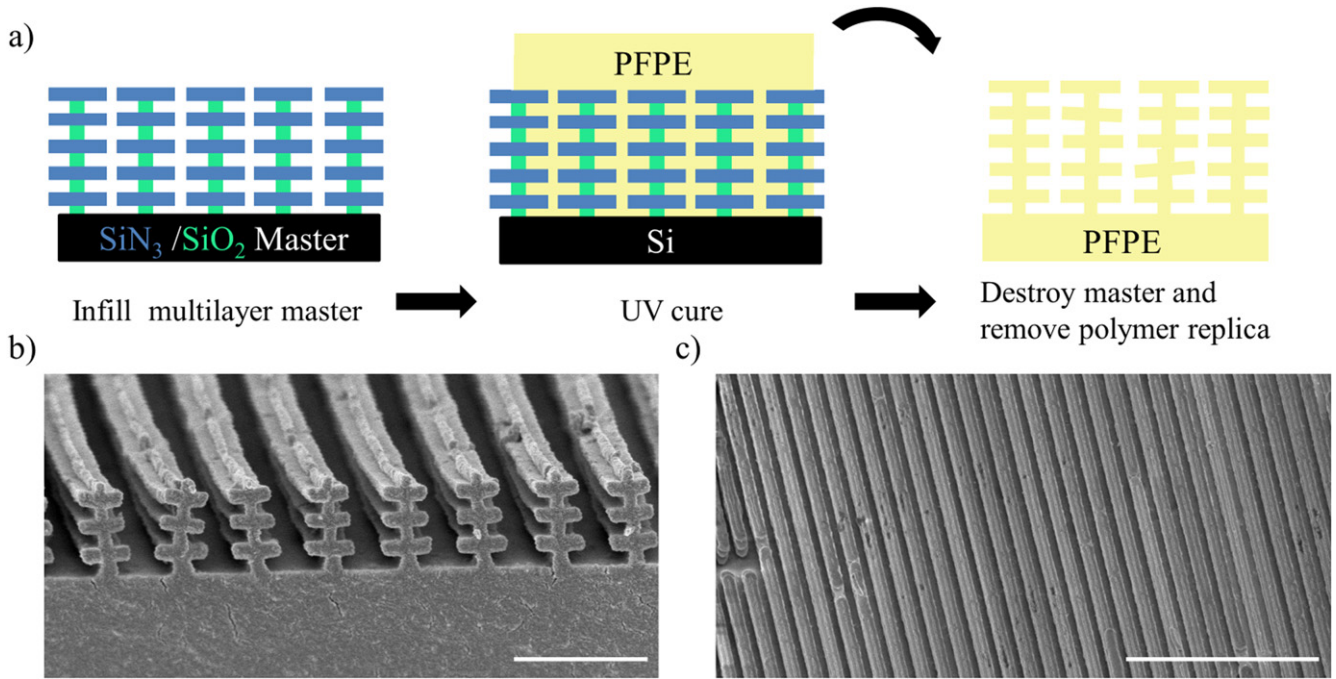 a)
PFPE
SiN3 /SiO2 Master
Si
PFPE
Infill multilayer master
UV cure
Destroy master and
remove polymer replica
b)
c)